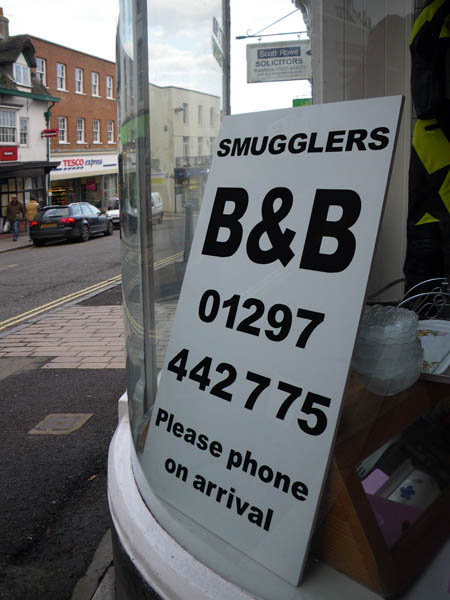 Scott Rowe
SOLICITORS
TESCO express
SMUGGLERS
B&B
01297
442775
Please phone
on arrival